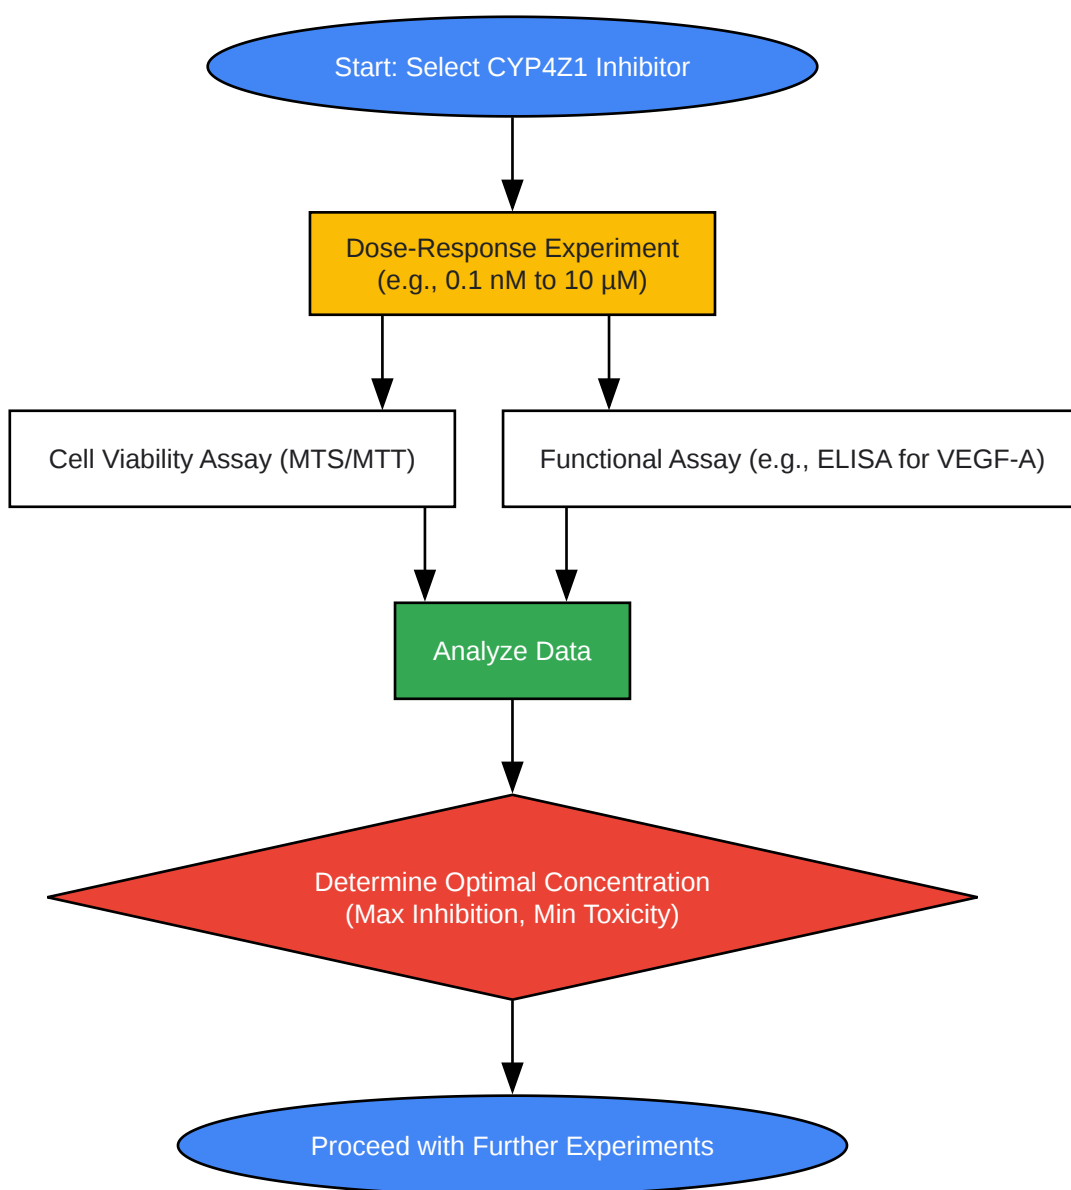 Start: Select CYP4Z1 Inhibitor
Dose-Response Experiment
(e.g., 0.1 nM to 10 µM)
Cell Viability Assay (MTS/MTT)
Functional Assay (e.g., ELISA for VEGF-A)
Analyze Data
Determine Optimal Concentration
(Max Inhibition, Min Toxicity)
Proceed with Further Experiments